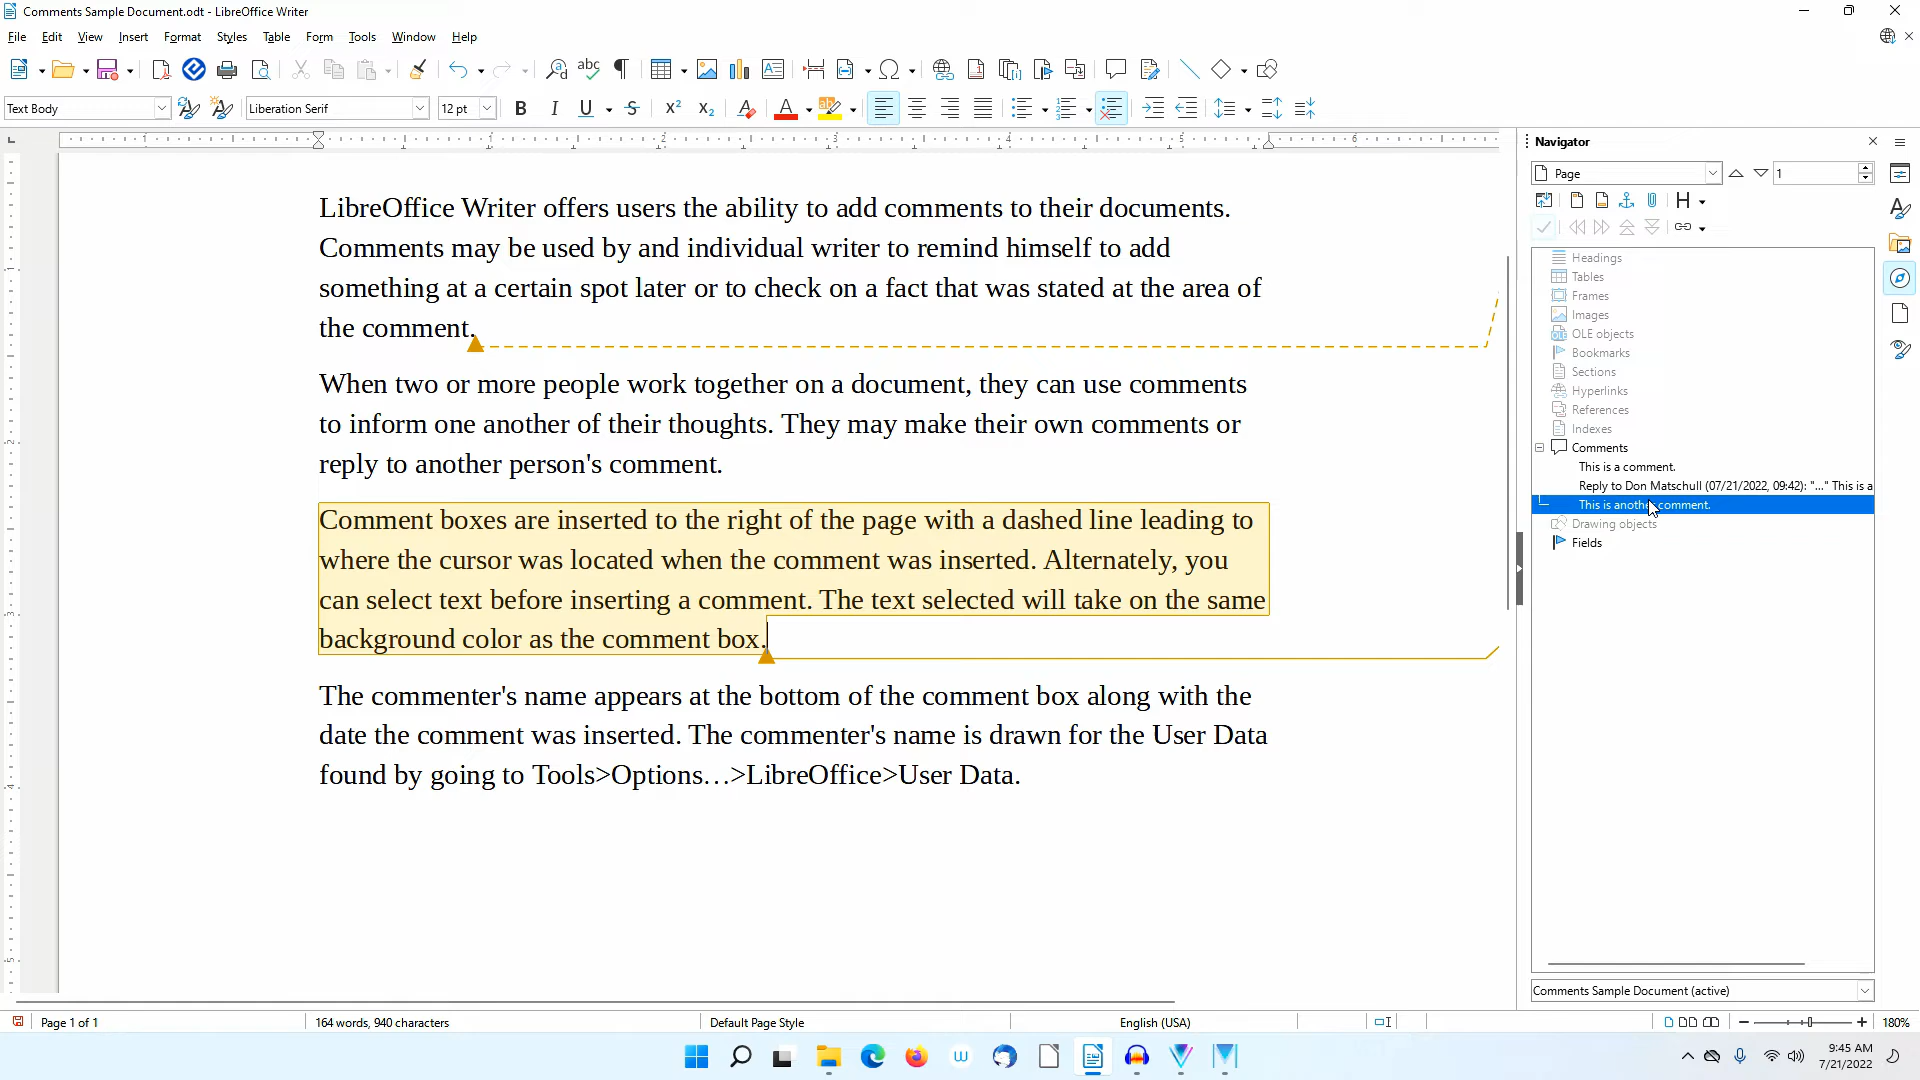 Comments Sample Document.odt - LibreOffice Writer
File Edit View Insert Format Styles Table Form Tools Window Help
Text Body
Liberation Serif
12 pt
LibreOffice Writer offers users the ability to add comments to their documents.
Comments may be used by and individual writer to remind himself to add
something at a certain spot later or to check on a fact that was stated at the area of
the comment.
When two or more people work together on a document, they can use comments
to inform one another of their thoughts. They may make their own comments or
reply to another person's comment.
Comment boxes are inserted to the right of the page with a dashed line leading to
where the cursor was located when the comment was inserted. Alternately, you
can select text before inserting a comment. The text selected will take on the same
background color as the comment box.
The commenter's name appears at the bottom of the comment box along with the
date the comment was inserted. The commenter's name is drawn for the User Data
found by going to Tools>Options…>LibreOffice>User Data.
Navigator
Page
1
Headings
Tables
Frames
Images
OLE objects
Bookmarks
Sections
Hyperlinks
References
Indexes
Comments
This is a comment.
Reply to Don Matschull (07/21/2022, 09:42): "..." This is a
This is another comment.
Drawing objects
Fields
Comments Sample Document (active)
Page 1 of 1
164 words, 940 characters
Default Page Style
English (USA)
180%
9:45 AM
7/21/2022